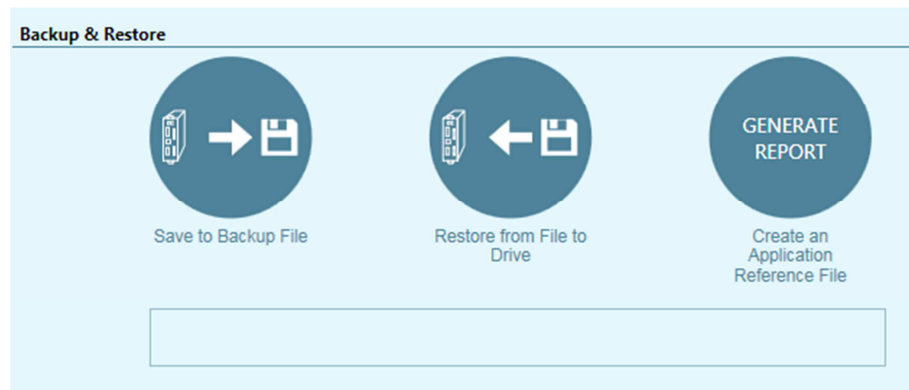 Backup & Restore
GENERATE
REPORT
Save to Backup File
Restore from File to
Drive
Create an
Application
Reference File